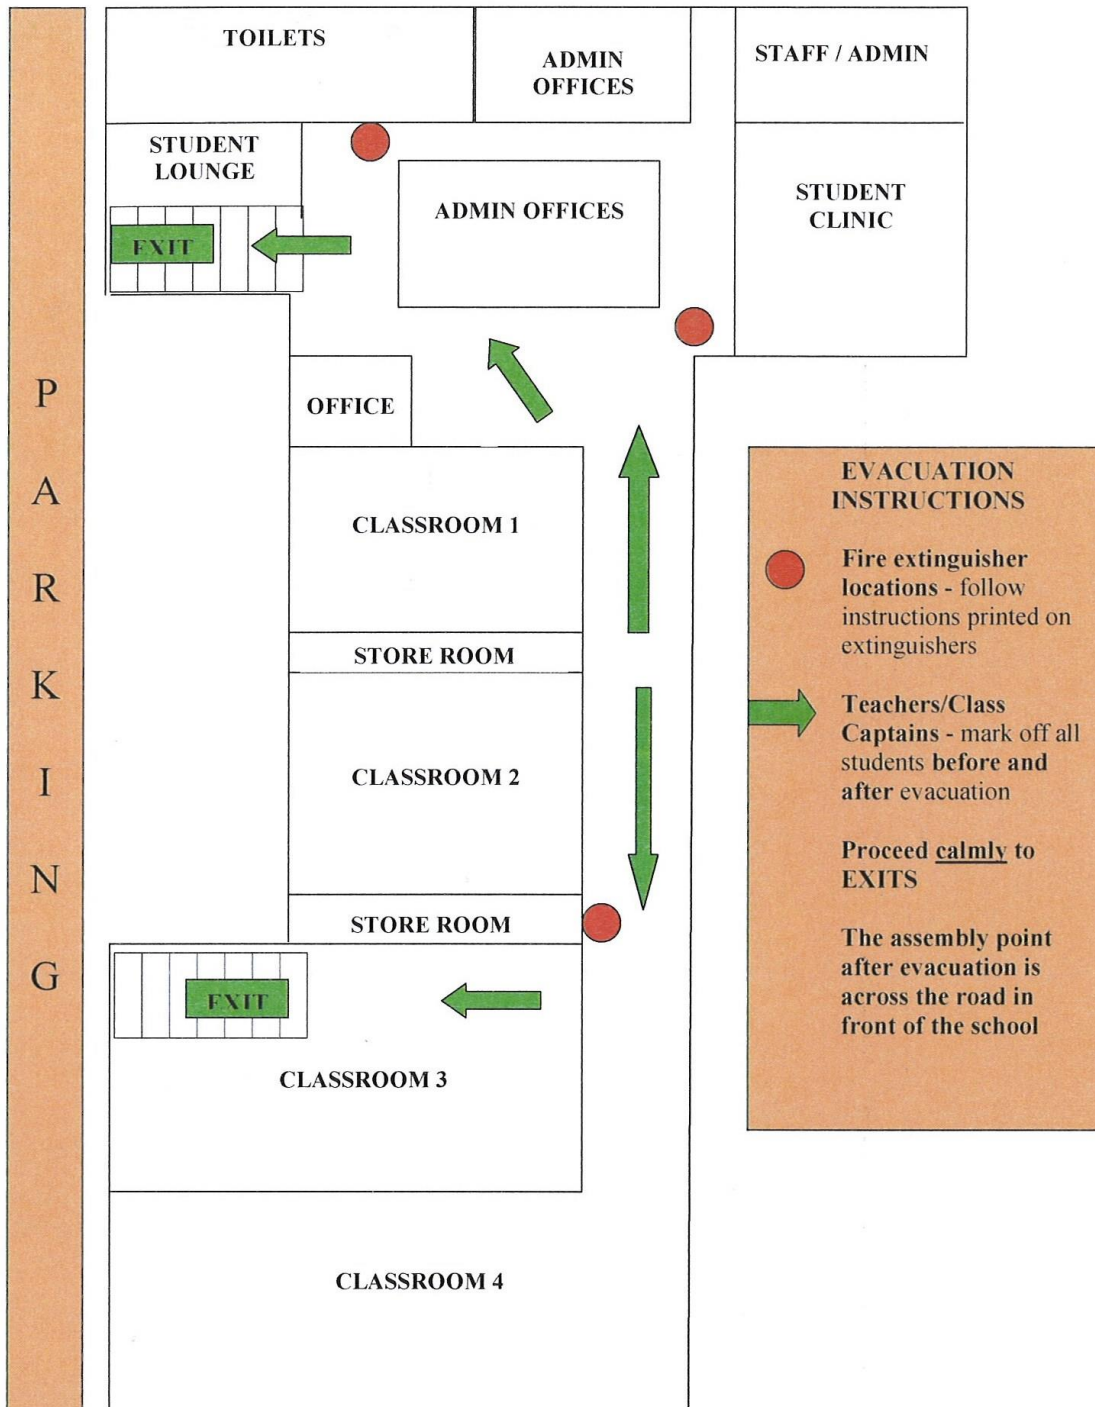 TOILETS
ADMIN
OFFICES
STAFF / ADMIN
STUDENT
LOUNGE
ADMIN OFFICES
STUDENT
CLINIC
EXIT
OFFICE
CLASSROOM 1
STORE ROOM
CLASSROOM 2
STORE ROOM
EXIT
CLASSROOM 3
CLASSROOM 4
PARKING
EVACUATION
INSTRUCTIONS
Fire extinguisher
locations - follow
instructions printed on
extinguishers
Teachers/Class
Captains - mark off all
students before and
after evacuation
Proceed calmly to
EXITS
The assembly point
after evacuation is
across the road in
front of the school